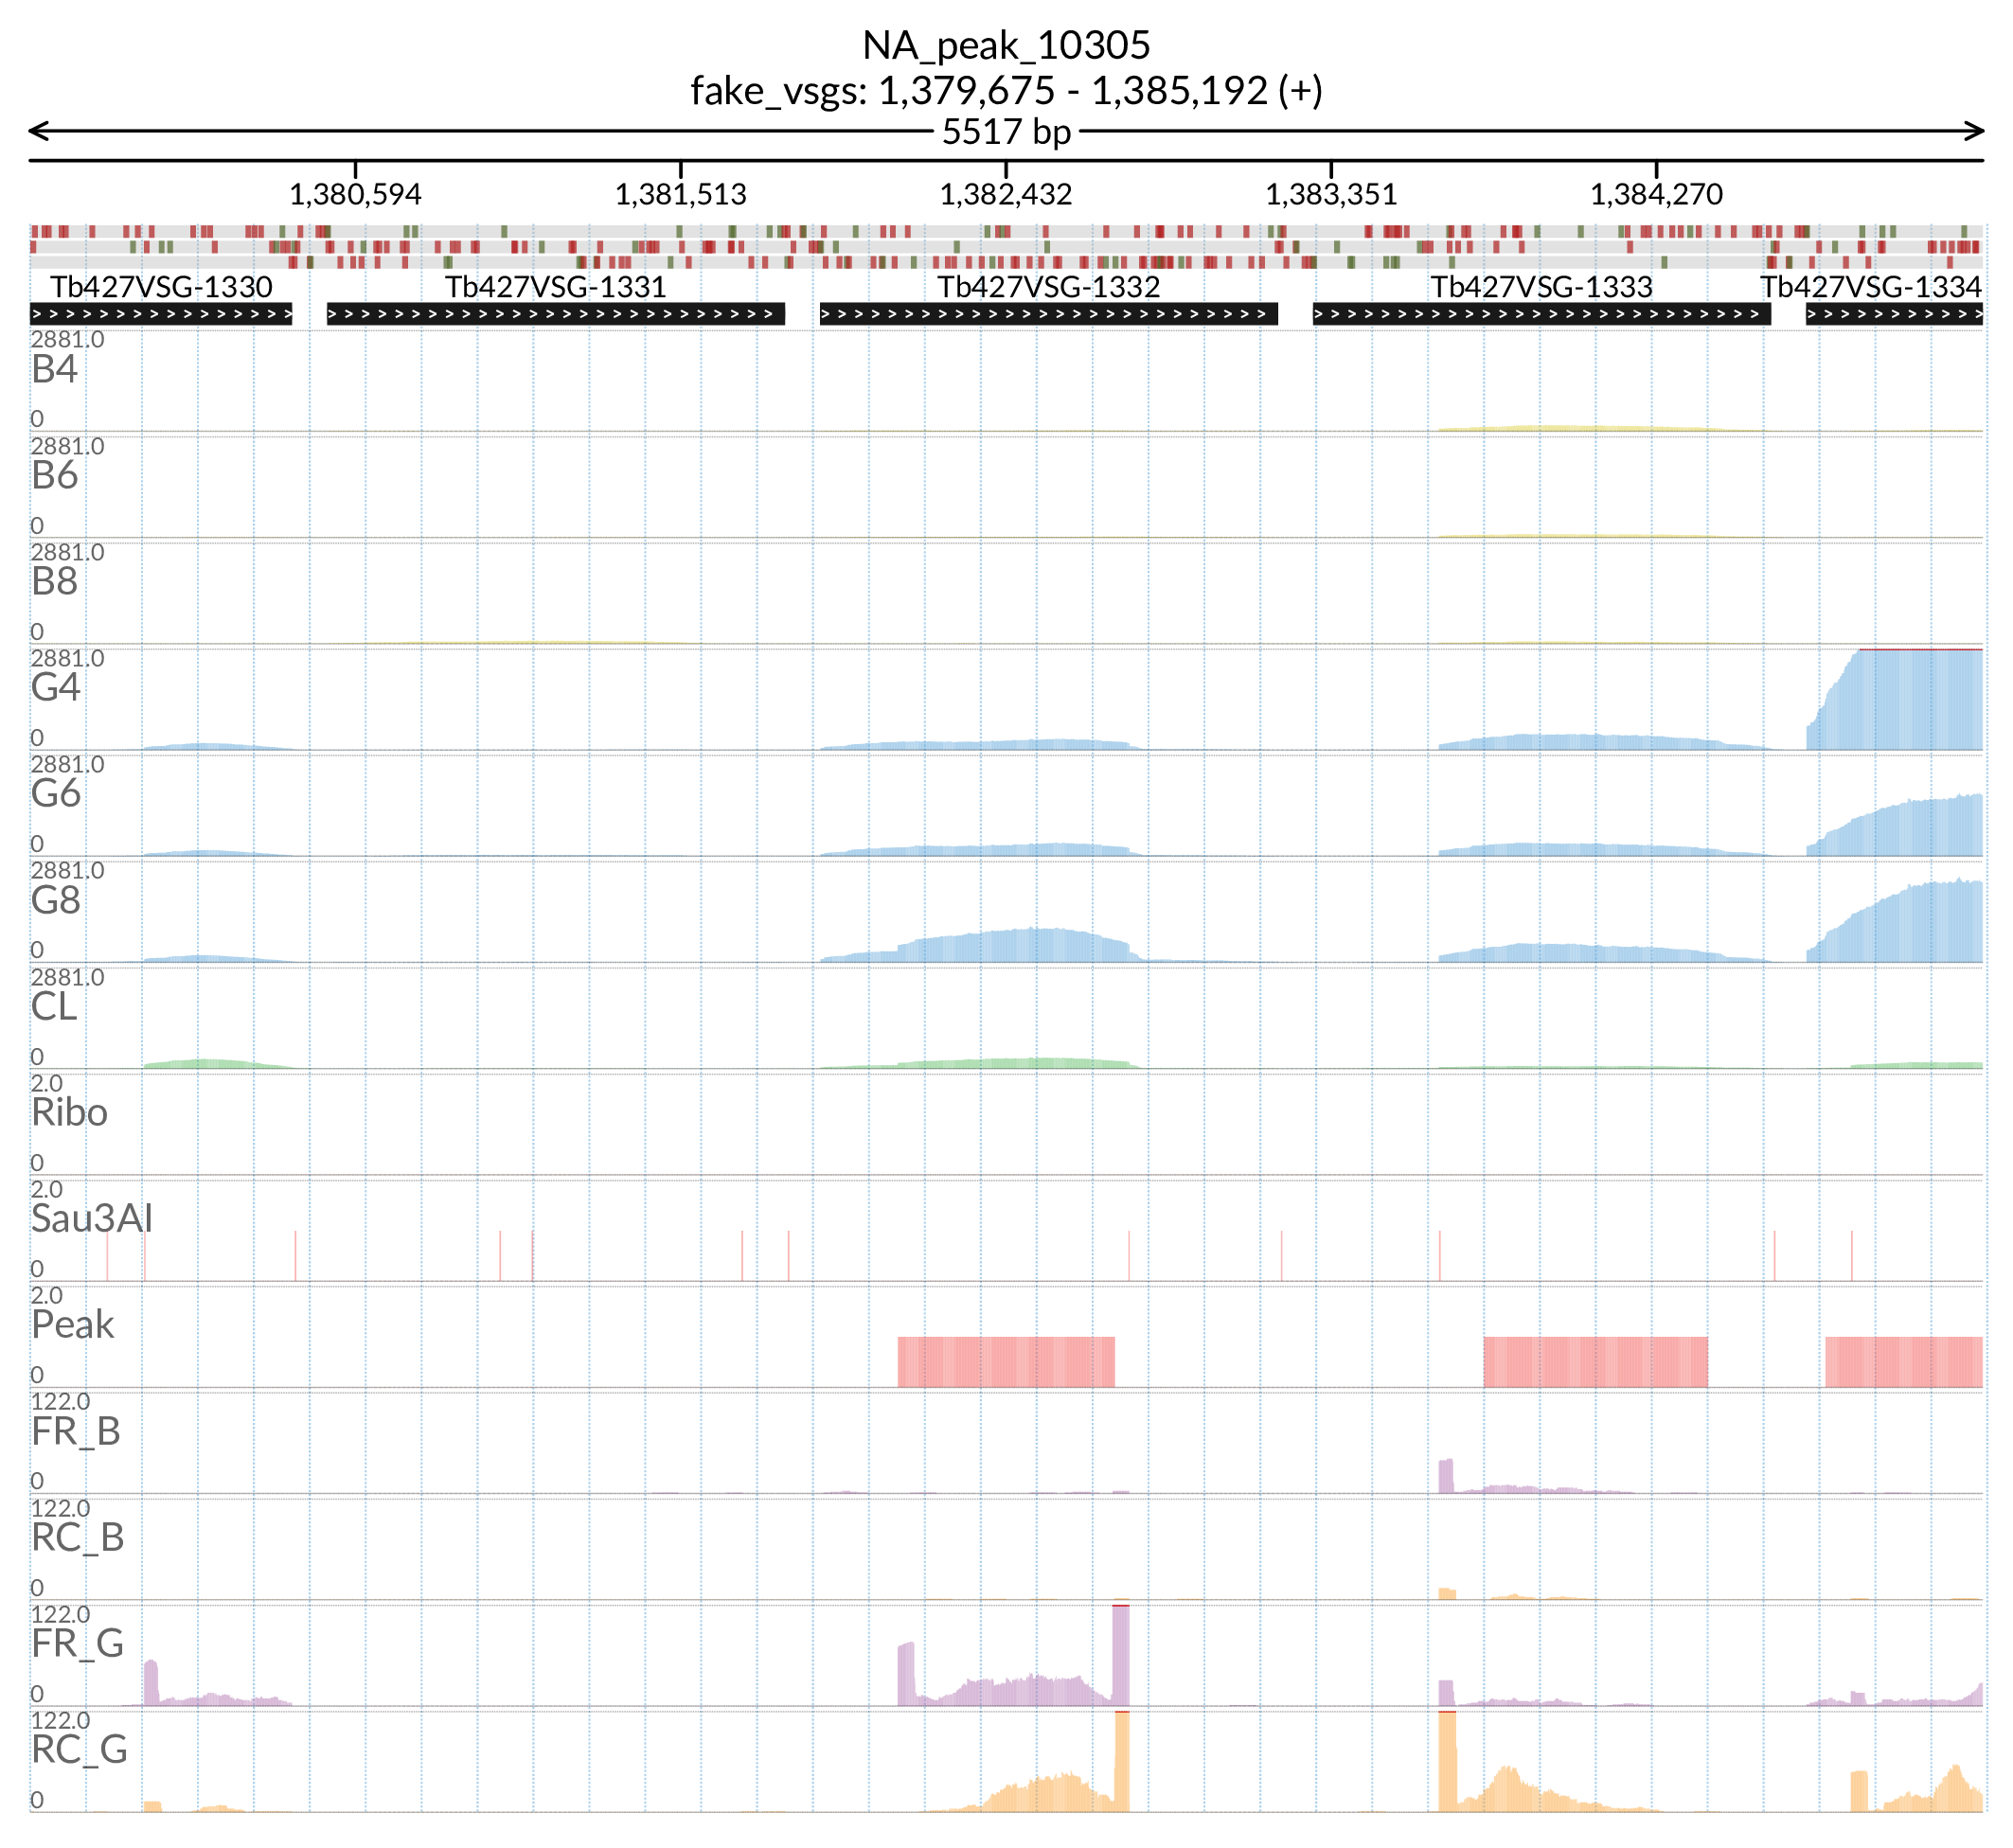 NA_peak_10305
fake_vsgs: 1,379,675 - 1,385,192 (+)
5517 bp
1,380,594 1,381,513 1,382,432 1,383,351 1,384,270
Tb427VSG-1330 Tb427VSG-1331 Tb427VSG-1332 Tb427VSG-1333 Tb427VSG-1334
2881.0
B4
0
2881.0
B6
0
2881.0
B8
0
2881.0
G4
0
2881.0
G6
0
2881.0
G8
0
2881.0
CL
0
2.0
Ribo
0
2.0
Sau3AI
0
2.0
Peak
0
122.0
FR_B
0
122.0
RC_B
0
122.0
FR_G
0
122.0
RC_G
0